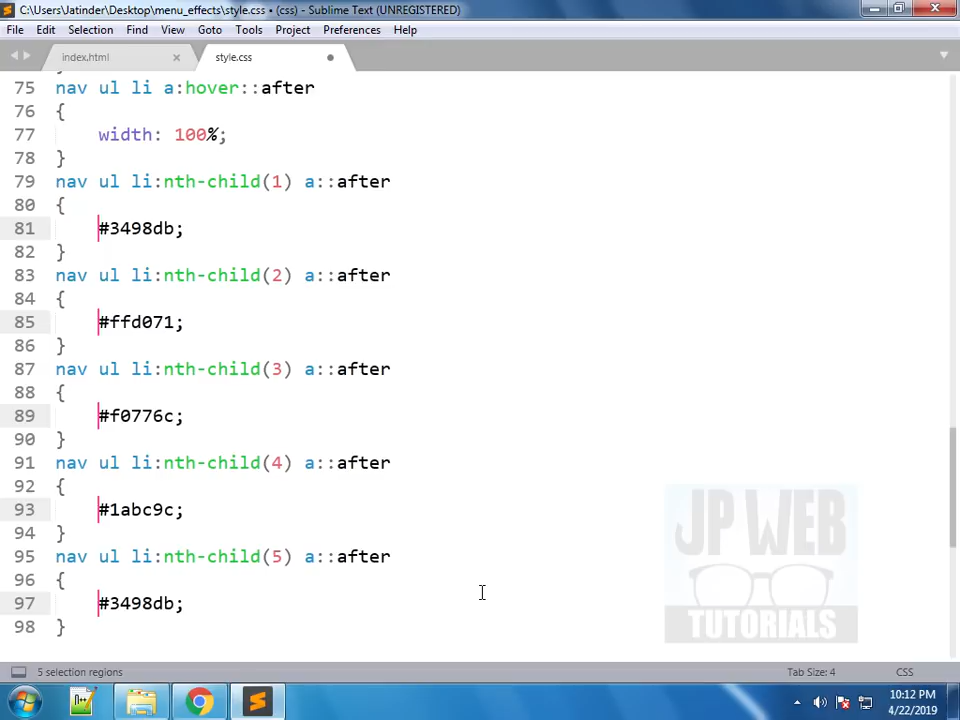 C:\Users\Jatinder\Desktop\menu_effects\style.css • (css) - Sublime Text (UNREGISTERED)
File Edit Selection Find View Goto Tools Project Preferences Help
index.html style.css
75 nav ul li a:hover::after
76 {
77 width: 100%;
78 }
79 nav ul li:nth-child(1) a::after
80 {
81 #3498db;
82 }
83 nav ul li:nth-child(2) a::after
84 {
85 #ffd071;
86 }
87 nav ul li:nth-child(3) a::after
88 {
89 #f0776c;
90 }
91 nav ul li:nth-child(4) a::after
92 {
93 #1abc9c;
94 }
95 nav ul li:nth-child(5) a::after
96 {
97 #3498db;
98 }
JP WEB
TUTORIALS
5 selection regions Tab Size: 4 CSS
10:12 PM
4/22/2019